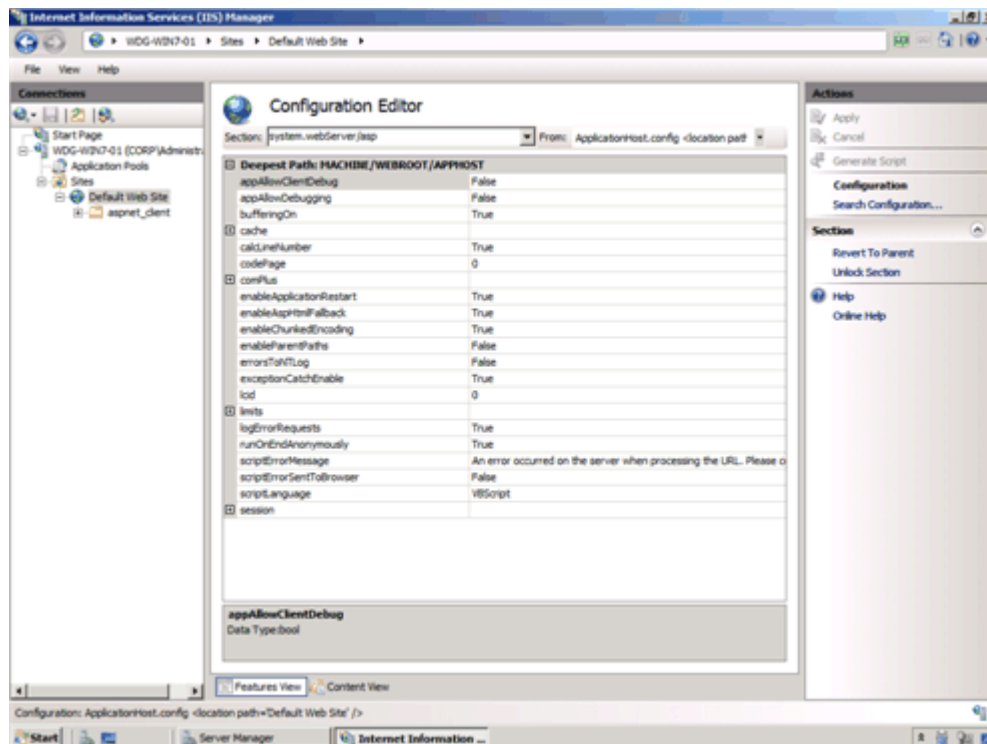 Internet Information Services (IIS) Manager
WDG-WIN7-01 Sites Default Web Site
File View Help
Connections
Start Page
WDG-WIN7-01 (CORP\Administr
Application Pools
Sites
Default Web Site
aspnet_client
Configuration Editor
Section: system.webServer/asp From: ApplicationHost.config <location path
Deepest Path: MACHINE/WEBROOT/APPHOST
appAllowClientDebug False
appAllowDebugging False
bufferingOn True
cache
calcLineNumber True
codePage 0
comPlus
enableApplicationRestart True
enableAspHtmlFallback True
enableChunkedEncoding True
enableParentPaths False
errorsToNTLog False
exceptionCatchEnable True
lcid 0
limits
logErrorRequests True
runOnEndAnonymously True
scriptErrorMessage An error occurred on the server when processing the URL. Please c
scriptErrorSentToBrowser False
scriptLanguage VBScript
session
appAllowClientDebug
Data Type:bool
Features View Content View
Actions
Apply
Cancel
Generate Script
Configuration
Search Configuration...
Section
Revert To Parent
Unlock Section
Help
Online Help
Configuration: ApplicationHost.config <location path='Default Web Site' />
Start Server Manager Internet Information ...